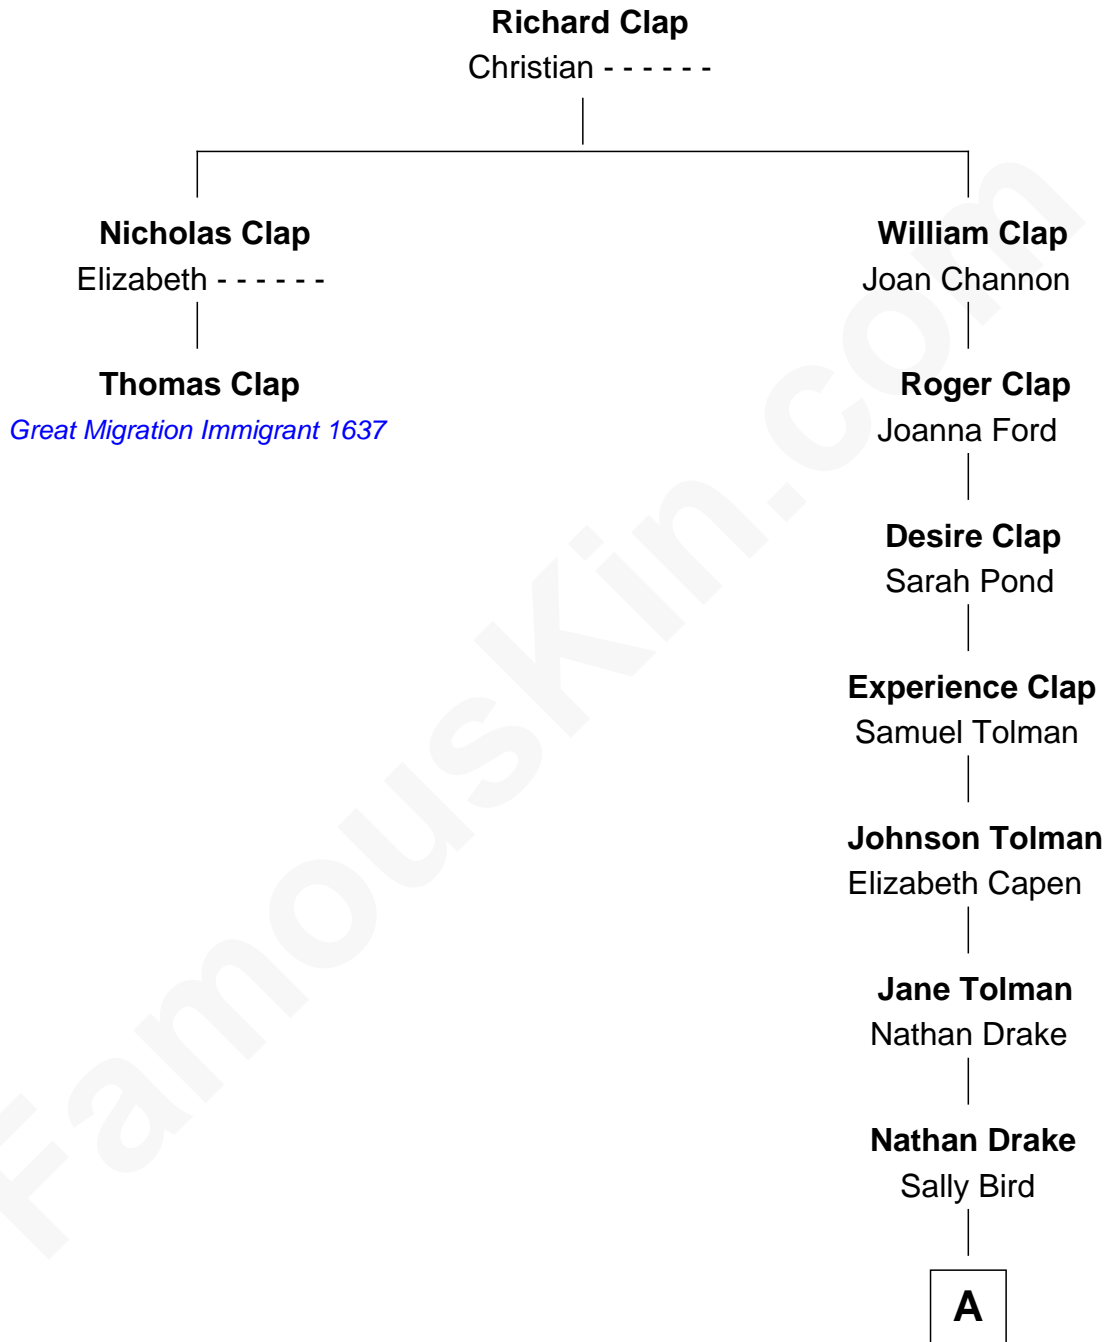 Richard Clap
Christian - - - - - -
Nicholas Clap
Elizabeth - - - - - -
Thomas Clap
Great Migration Immigrant 1637
William Clap
Joan Channon
Roger Clap
Joanna Ford
Desire Clap
Sarah Pond
Experience Clap
Samuel Tolman
Johnson Tolman
Elizabeth Capen
Jane Tolman
Nathan Drake
Nathan Drake
Sally Bird
A
FamousKin.com